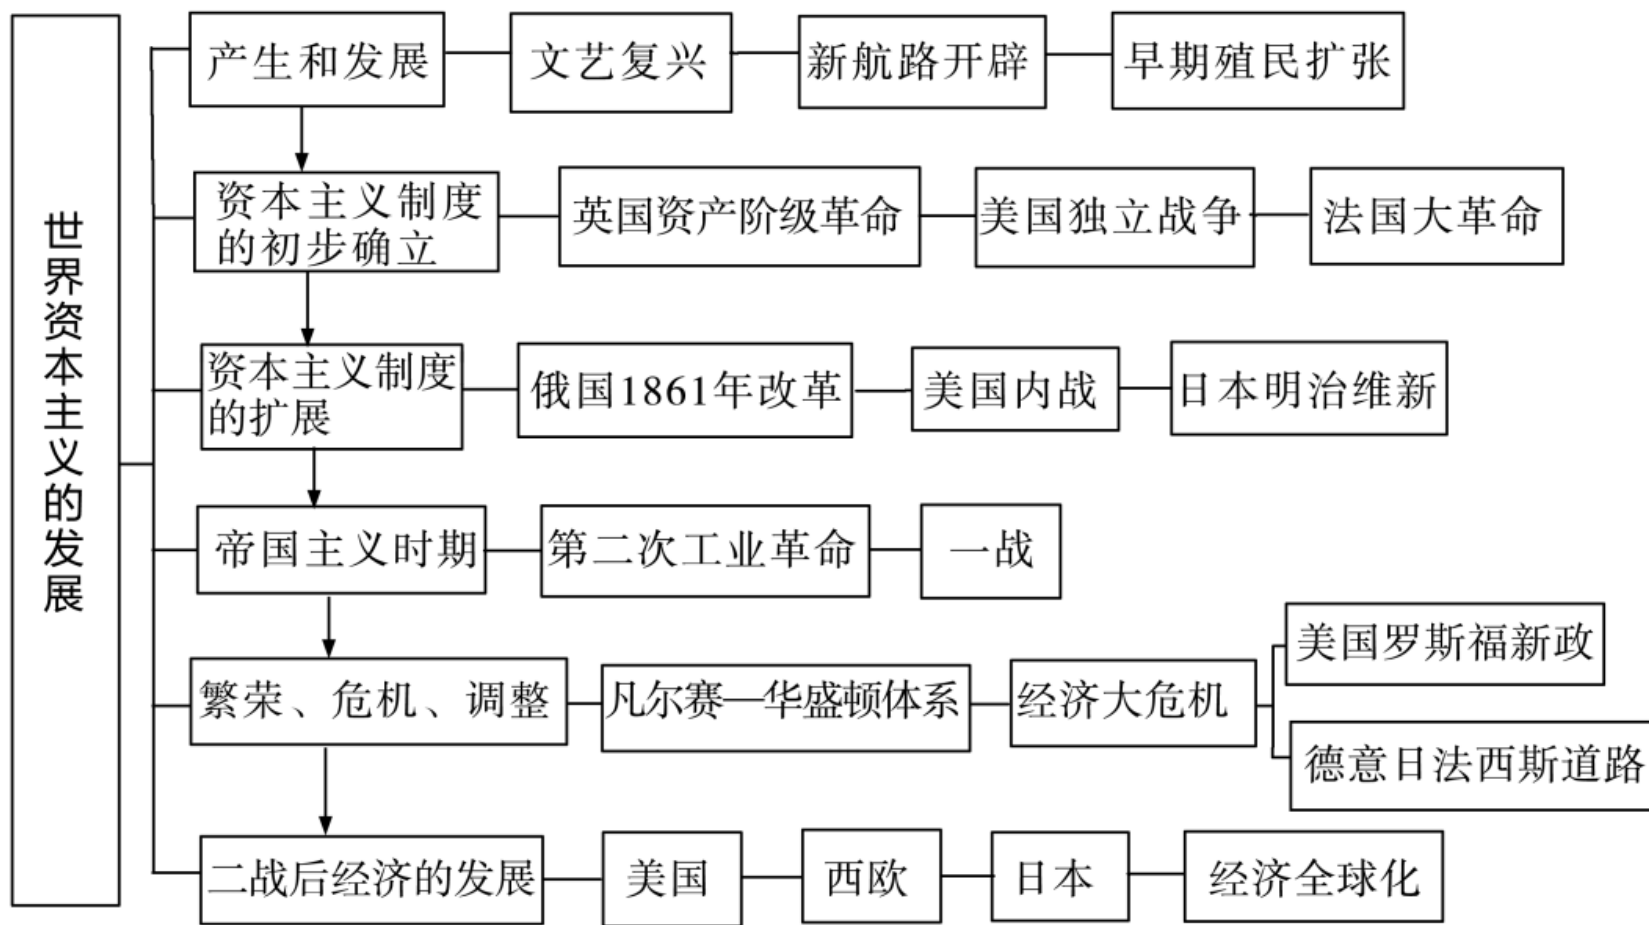 世界资本主义的发展
产生和发展
文艺复兴
新航路开辟
早期殖民扩张
资本主义制度
的初步确立
英国资产阶级革命
美国独立战争
法国大革命
资本主义制度
的扩展
俄国1861年改革
美国内战
日本明治维新
帝国主义时期
第二次工业革命
一战
繁荣、危机、调整
凡尔赛—华盛顿体系
经济大危机
美国罗斯福新政
德意日法西斯道路
二战后经济的发展
美国
西欧
日本
经济全球化